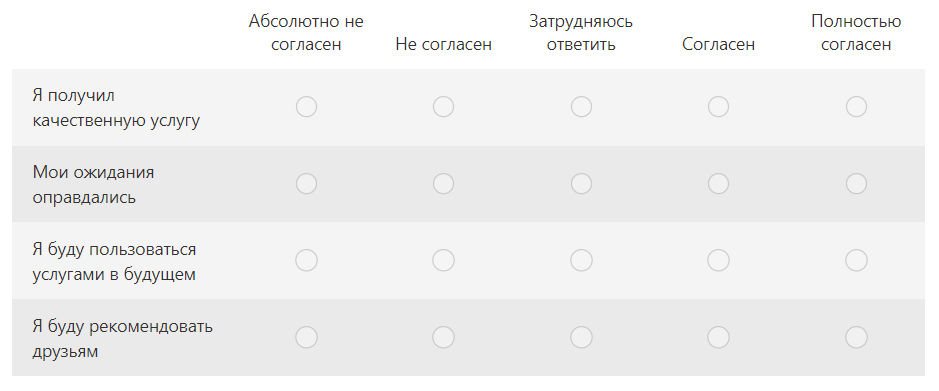 Абсолютно не
согласен
Не согласен
Затрудняюсь
ответить
Согласен
Полностью
согласен
Я получил
качественную услугу
Мои ожидания
оправдались
Я буду пользоваться
услугами в будущем
Я буду рекомендовать
друзьям